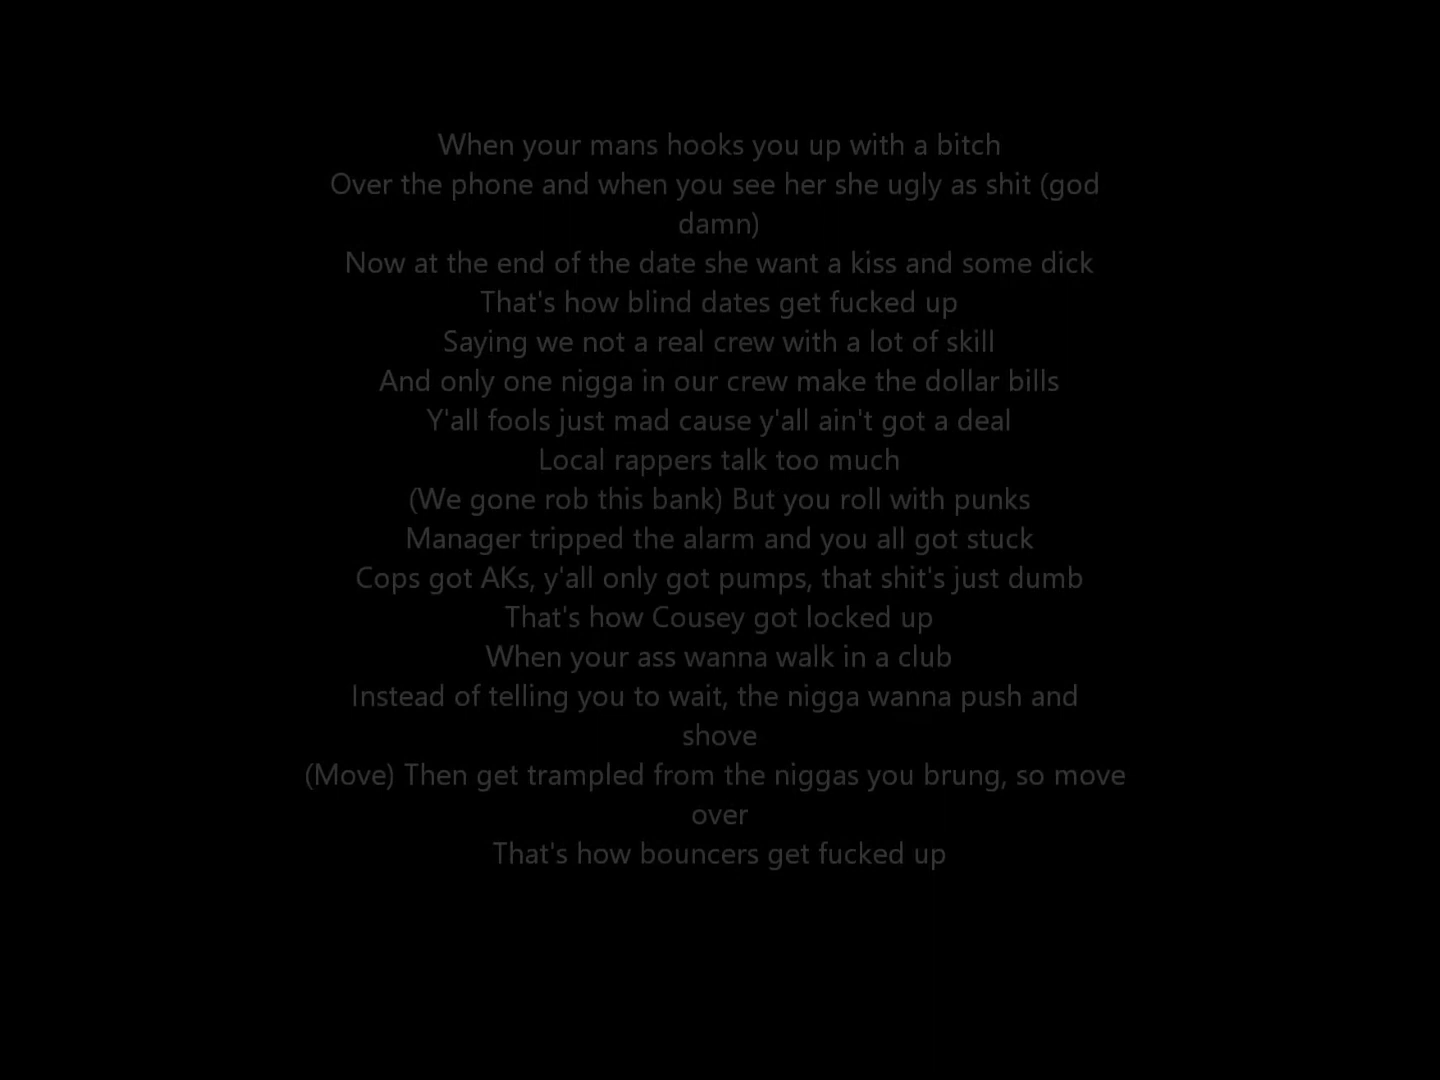 When your mans hooks you up with a bitch
Over the phone and when you see her she ugly as shit (god
damn)
Now at the end of the date she want a kiss and some dick
That's how blind dates get fucked up
Saying we not a real crew with a lot of skill
And only one nigga in our crew make the dollar bills
Y'all fools just mad cause y'all ain't got a deal
Local rappers talk too much
(We gone rob this bank) But you roll with punks
Manager tripped the alarm and you all got stuck
Cops got AKs, y'all only got pumps, that shit's just dumb
That's how Cousey got locked up
When your ass wanna walk in a club
Instead of telling you to wait, the nigga wanna push and
shove
(Move) Then get trampled from the niggas you brung, so move
over
That's how bouncers get fucked up